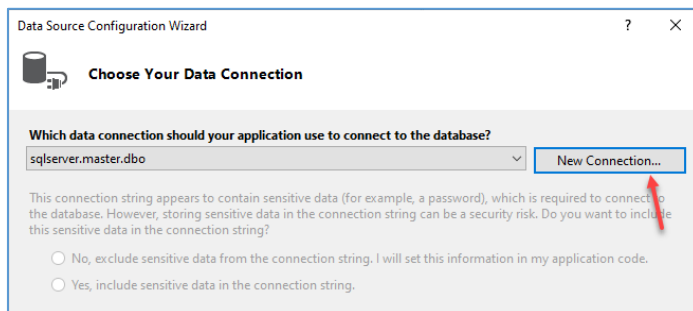 Data Source Configuration Wizard
?
Choose Your Data Connection
Which data connection should your application use to connect to the database?
sqlserver.master.dbo
New Connection...
This connection string appears to contain sensitive data (for example, a password), which is required to connect to
the database. However, storing sensitive data in the connection string can be a security risk. Do you want to include
this sensitive data in the connection string?
No, exclude sensitive data from the connection string. I will set this information in my application code.
Yes, include sensitive data in the connection string.